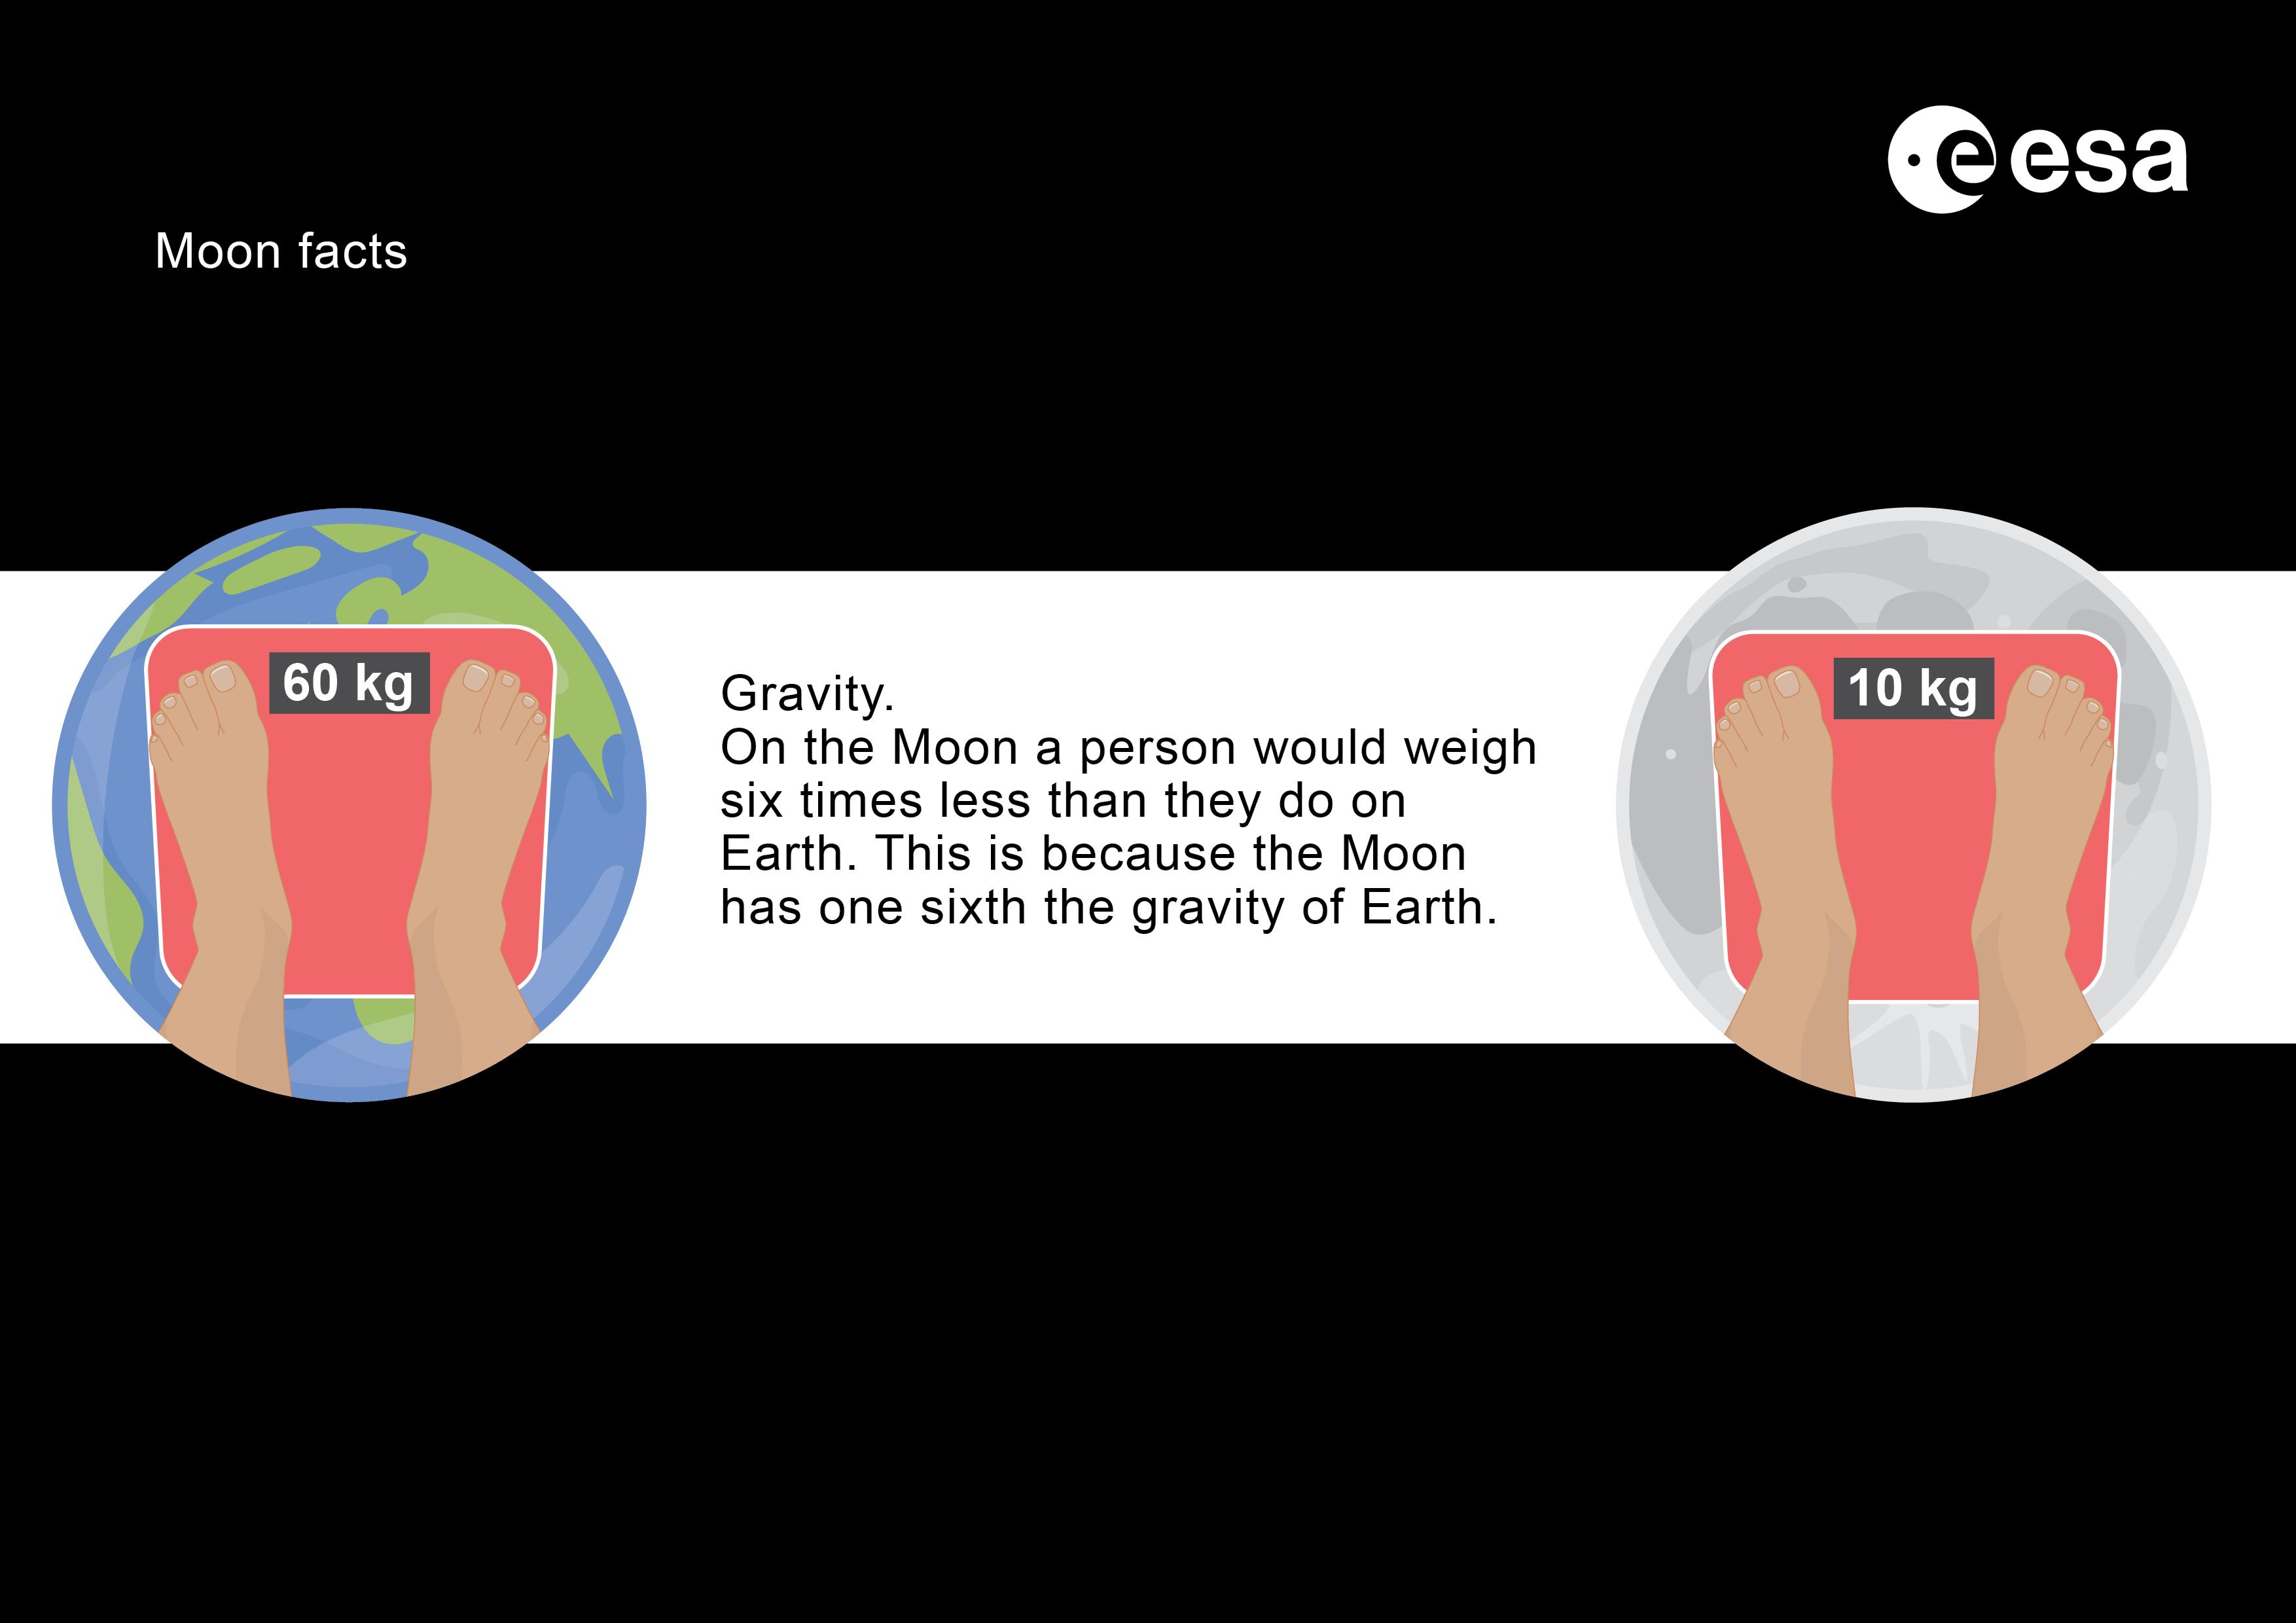 esa
Moon facts
60 kg
Gravity.
On the Moon a person would weigh
six times less than they do on
Earth. This is because the Moon
has one sixth the gravity of Earth.
10 kg